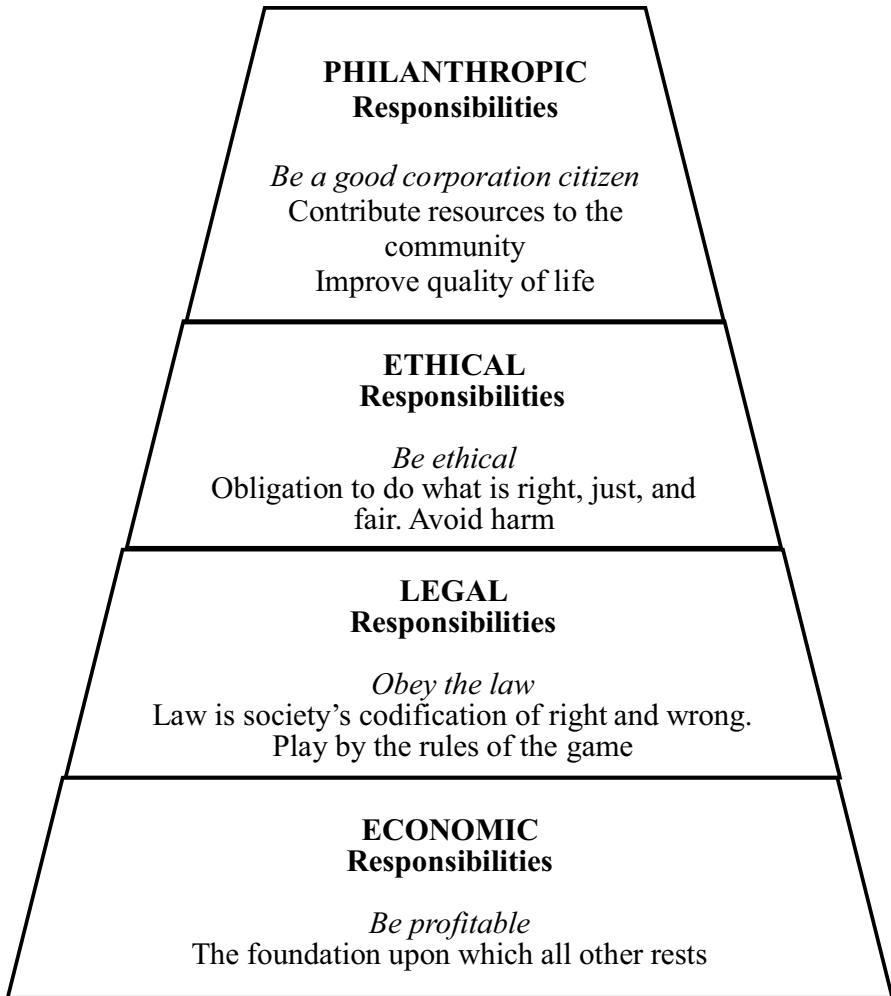 PHILANTHROPIC
Responsibilities
Be a good corporation citizen
Contribute resources to the
community
Improve quality of life
ETHICAL
Responsibilities
Be ethical
Obligation to do what is right, just, and
fair. Avoid harm
LEGAL
Responsibilities
Obey the law
Law is society’s codification of right and wrong.
Play by the rules of the game
ECONOMIC
Responsibilities
Be profitable
The foundation upon which all other rests